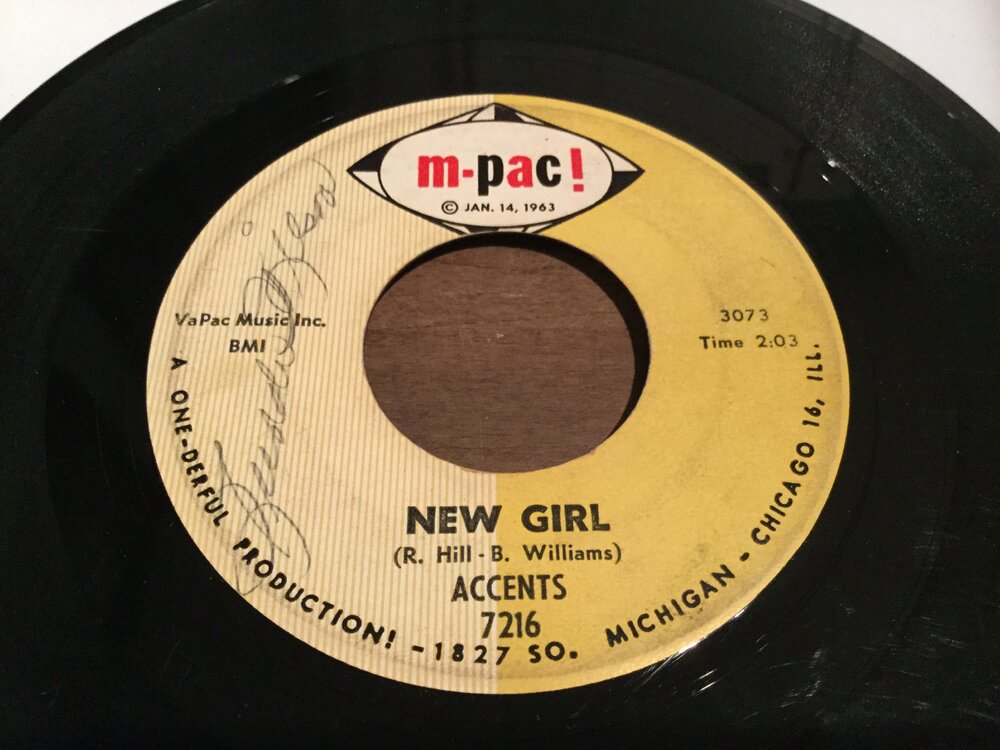 m-pac!
© JAN. 14, 1963
VaPac Music Inc.
BMI
3073
Time 2:03
NEW GIRL
(R. Hill - B. Williams)
ACCENTS
7216
A ONE-DERFUL PRODUCTION! - 1827 SO. MICHIGAN - CHICAGO 16, ILL.